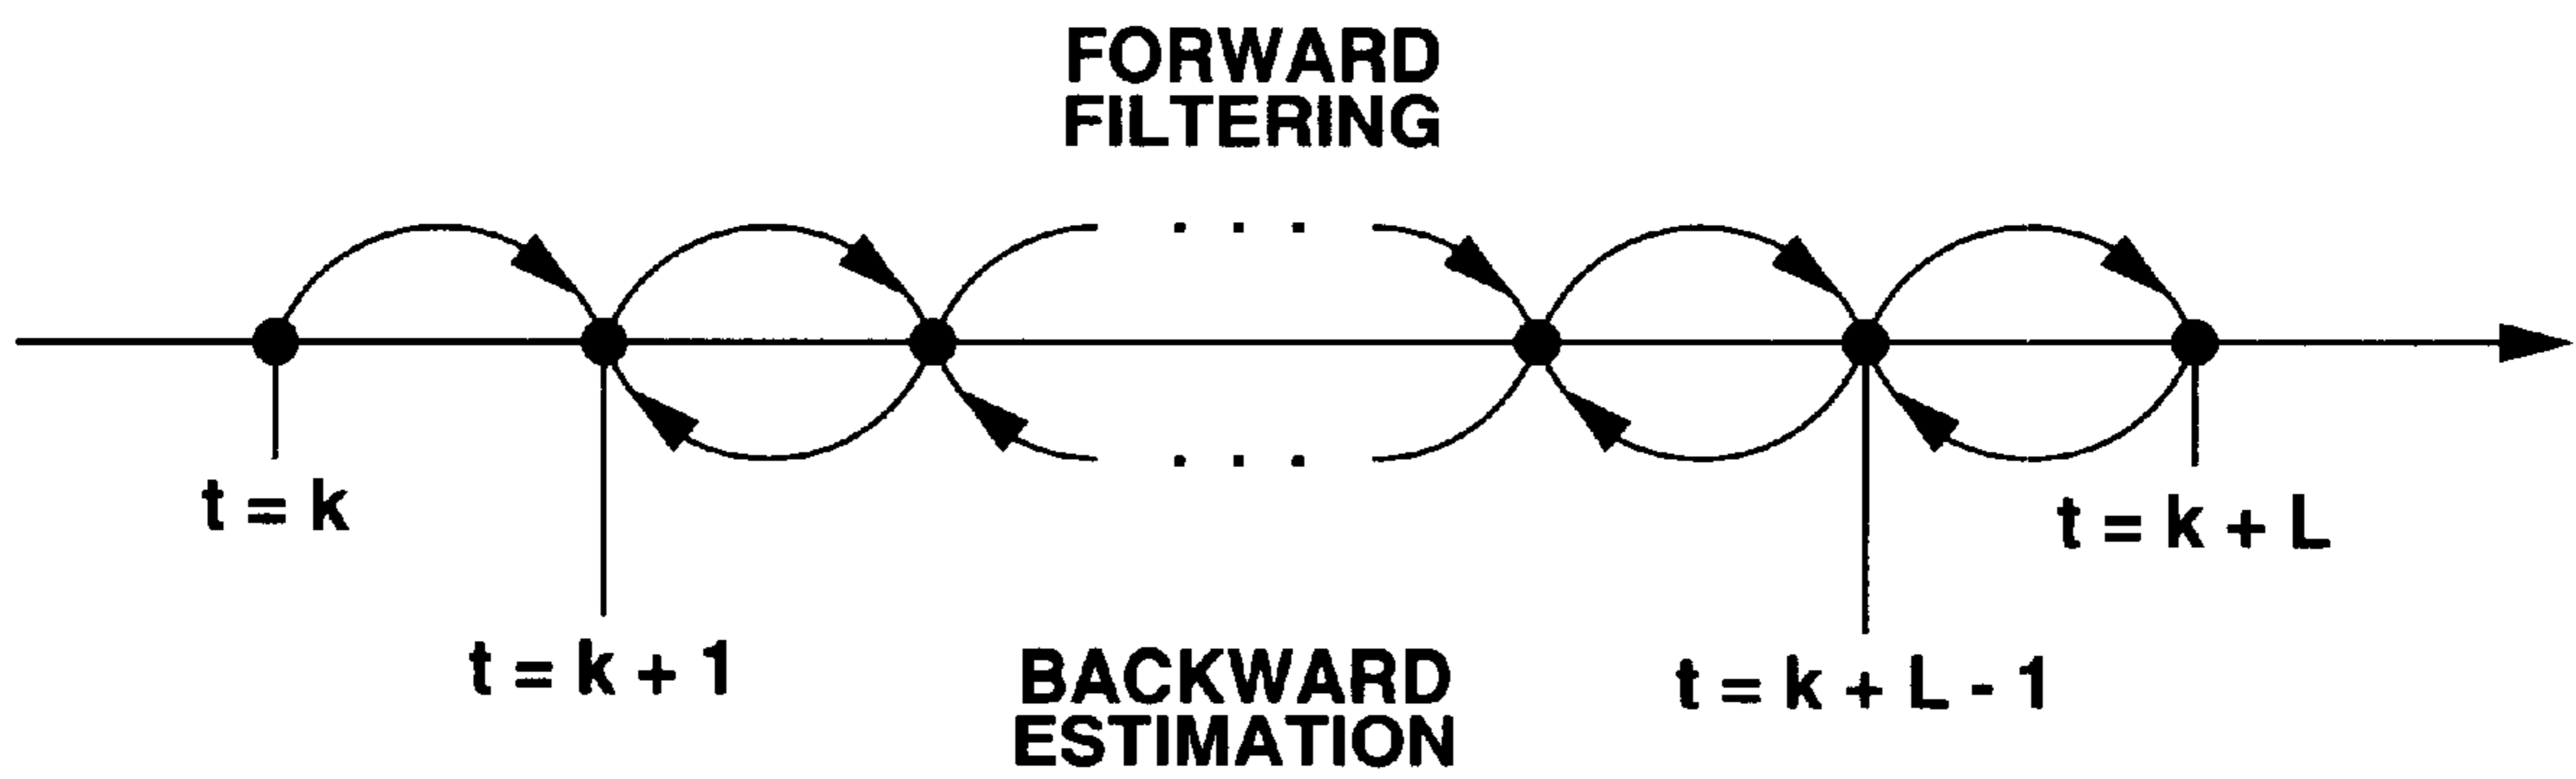 FORWARD
FILTERING
. . .
. . .
t = k
t = k + L
t = k + 1
t = k + L - 1
BACKWARD
ESTIMATION